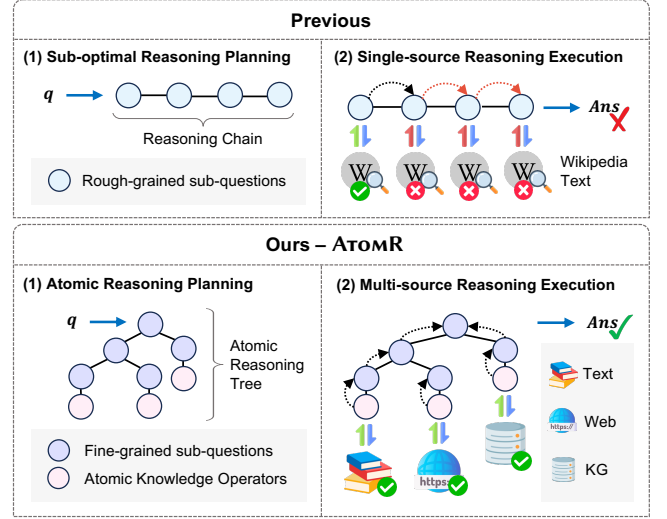 Previous
(1) Sub-optimal Reasoning Planning
q
Reasoning Chain
Rough-grained sub-questions
(2) Single-source Reasoning Execution
Ans
W W W W
Wikipedia
Text
Ours – ATOMR
(1) Atomic Reasoning Planning
q
Atomic
Reasoning
Tree
Fine-grained sub-questions
Atomic Knowledge Operators
(2) Multi-source Reasoning Execution
Ans
Text
https://
Web
KG
https:/